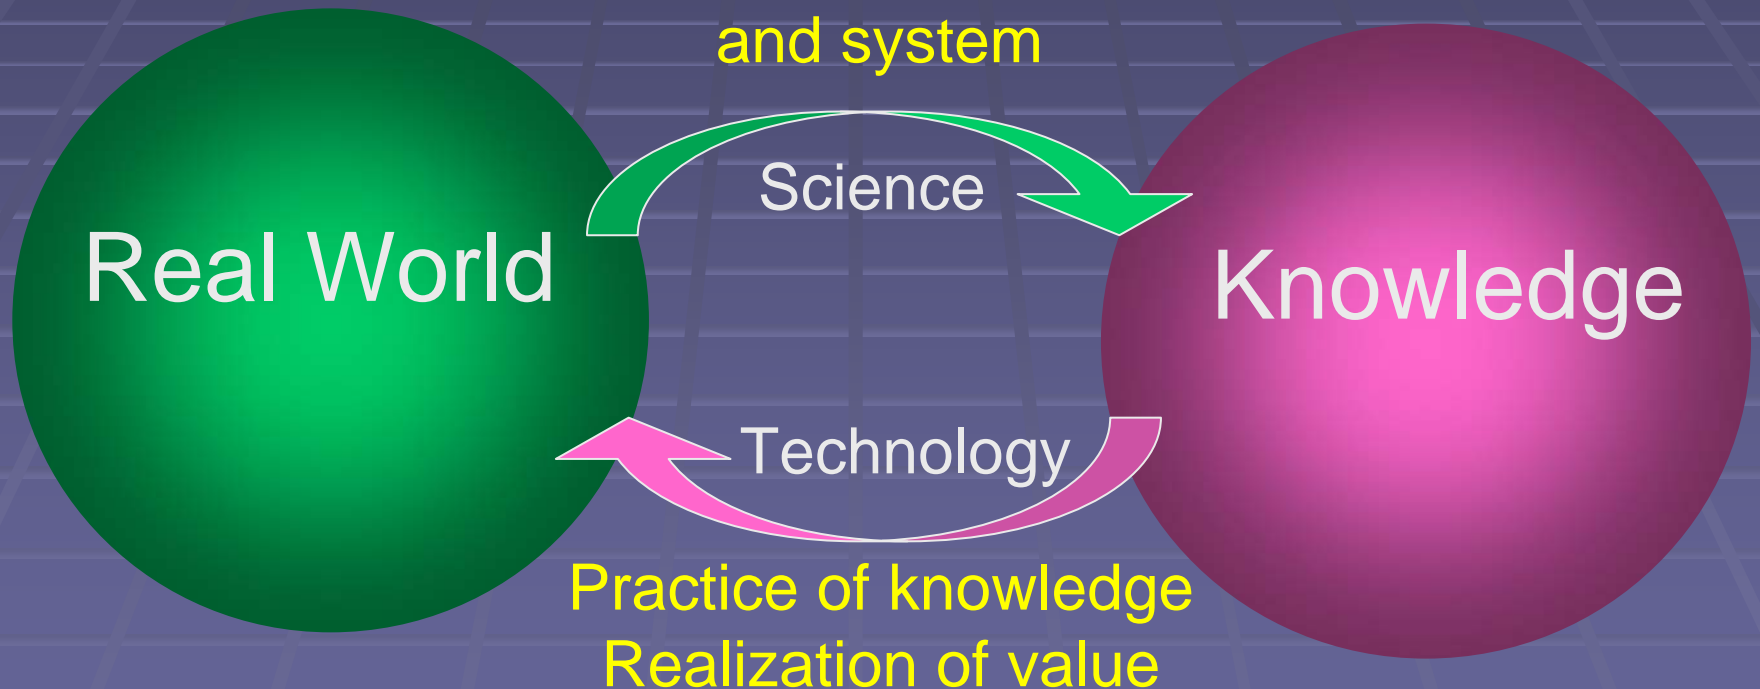 and system
Science
Real World
Knowledge
Technology
Practice of knowledge
Realization of value